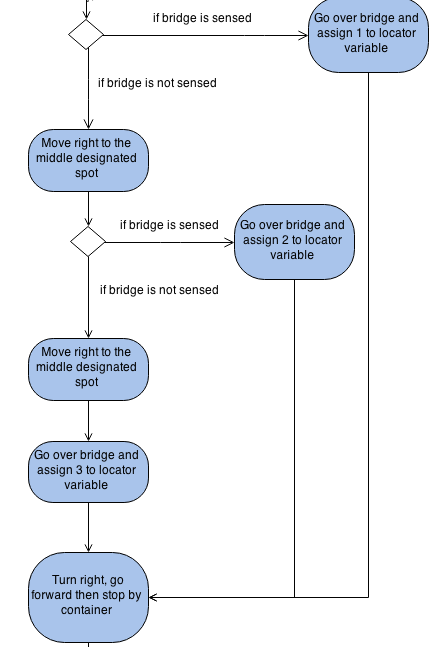 if bridge is sensed
Go over bridge and
assign 1 to locator
variable
if bridge is not sensed
Move right to the
middle designated
spot
if bridge is sensed
Go over bridge and
assign 2 to locator
variable
if bridge is not sensed
Move right to the
middle designated
spot
Go over bridge and
assign 3 to locator
variable
Turn right, go
forward then stop by
container